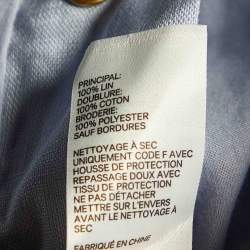 PRINCIPAL:
100% LIN
DOUBLURE:
100% COTON
BRODERIE:
100% POLYESTER
SAUF BORDURES
NETTOYAGE À SEC
UNIQUEMENT CODE F AVEC
HOUSSE DE PROTECTION
REPASSAGE DOUX AVEC
TISSU DE PROTECTION
NE PAS DÉTACHER
METTRE SUR L'ENVERS
AVANT LE NETTOYAGE À
SEC
FABRIQUÉ EN CHINE